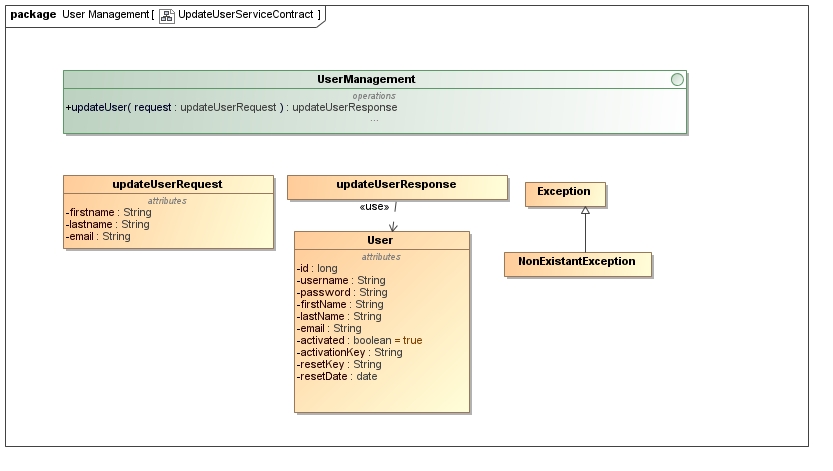 package User Management [ UpdateUserServiceContract ]
UserManagement
operations
+updateUser( request : updateUserRequest ) : updateUserResponse
...
updateUserRequest
attributes
-firstname : String
-lastname : String
-email : String
updateUserResponse
«use»
User
attributes
-id : long
-username : String
-password : String
-firstName : String
-lastName : String
-email : String
-activated : boolean = true
-activationKey : String
-resetKey : String
-resetDate : date
Exception
NonExistantException